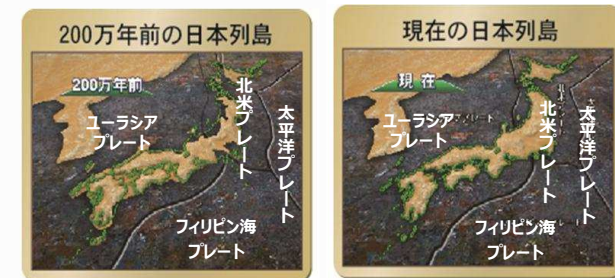 200万年前の日本列島
200万年前
ユーラシア
プレート
北米プレート
太平洋プレート
フィリピン海
プレート
現在の日本列島
現在
ユーラシア
プレート
北米プレート
太平洋プレート
フィリピン海
プレート